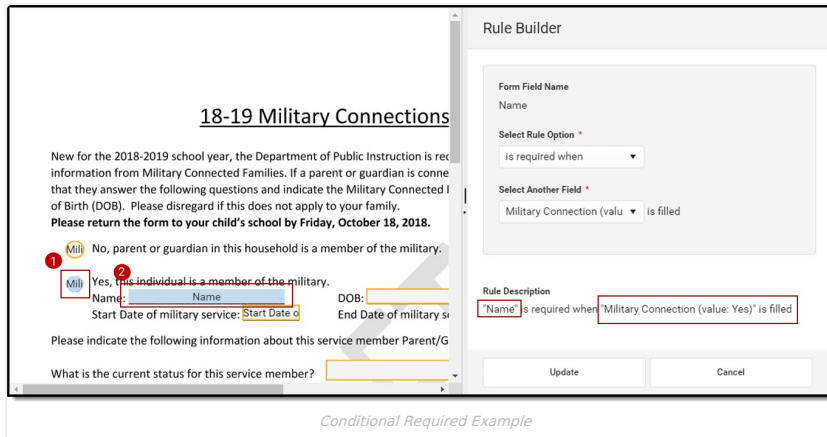 18-19 Military Connections
New for the 2018-2019 school year, the Department of Public Instruction is
information from Military Connected Families. If a parent or guardian is
that they answer the following questions and indicate the Military Connected
of Birth (DOB). Please disregard if this does not apply to your family.
Please return the form to your child's school by Friday, October 18, 2018.
Mili No, parent or guardian in this household is a member of the military.
1
2
Mili Yes, this individual is a member of the military.
Name: Name DOB:
Start Date of military service: Start Date o End Date of military
Please indicate the following information about this service member Parent/G
What is the current status for this service member?
Rule Builder
Form Field Name
Name
Select Rule Option *
is required when
Select Another Field *
Military Connection (valu is filled
Rule Description
"Name" is required when "Military Connection (value: Yes)" is filled
Update Cancel
Conditional Required Example